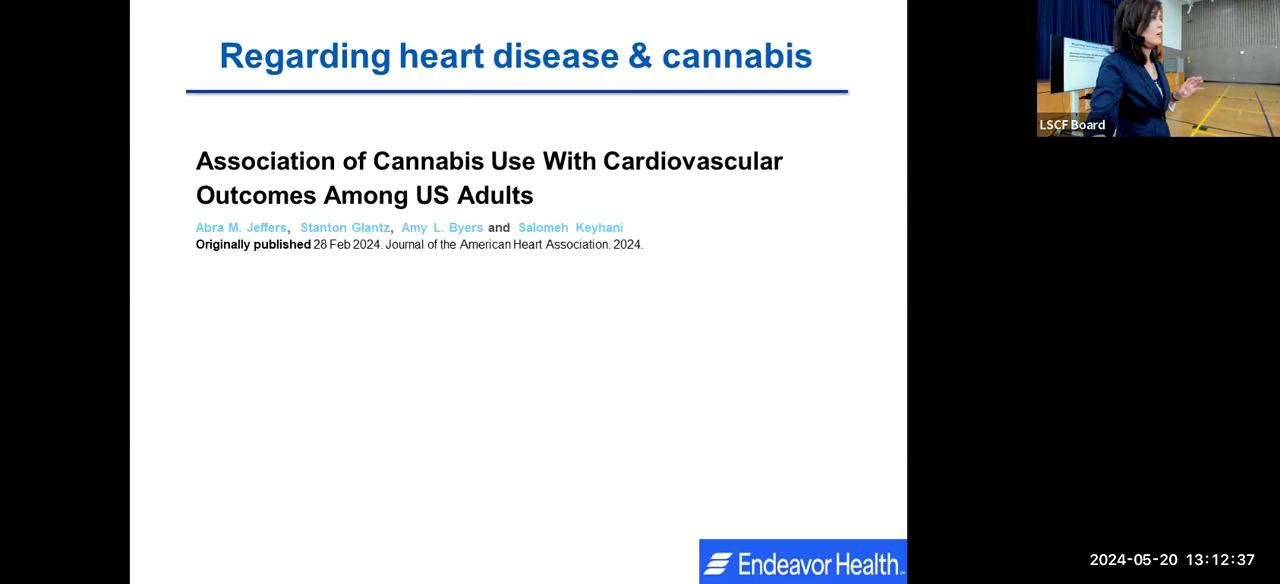 Regarding heart disease & cannabis
Association of Cannabis Use With Cardiovascular
Outcomes Among US Adults
Abra M. Jeffers, Stanton Glantz, Amy L. Byers and Salomeh Keyhani
Originally published 28 Feb 2024. Journal of the American Heart Association. 2024.
LSCF Board
Endeavor Health
2024-05-20 13:12:37